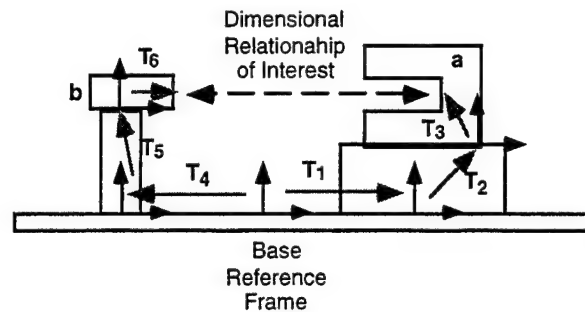 Dimensional
Relationahip
of Interest
T6
a
b
T3
T5
T4
T1
T2
Base
Reference
Frame